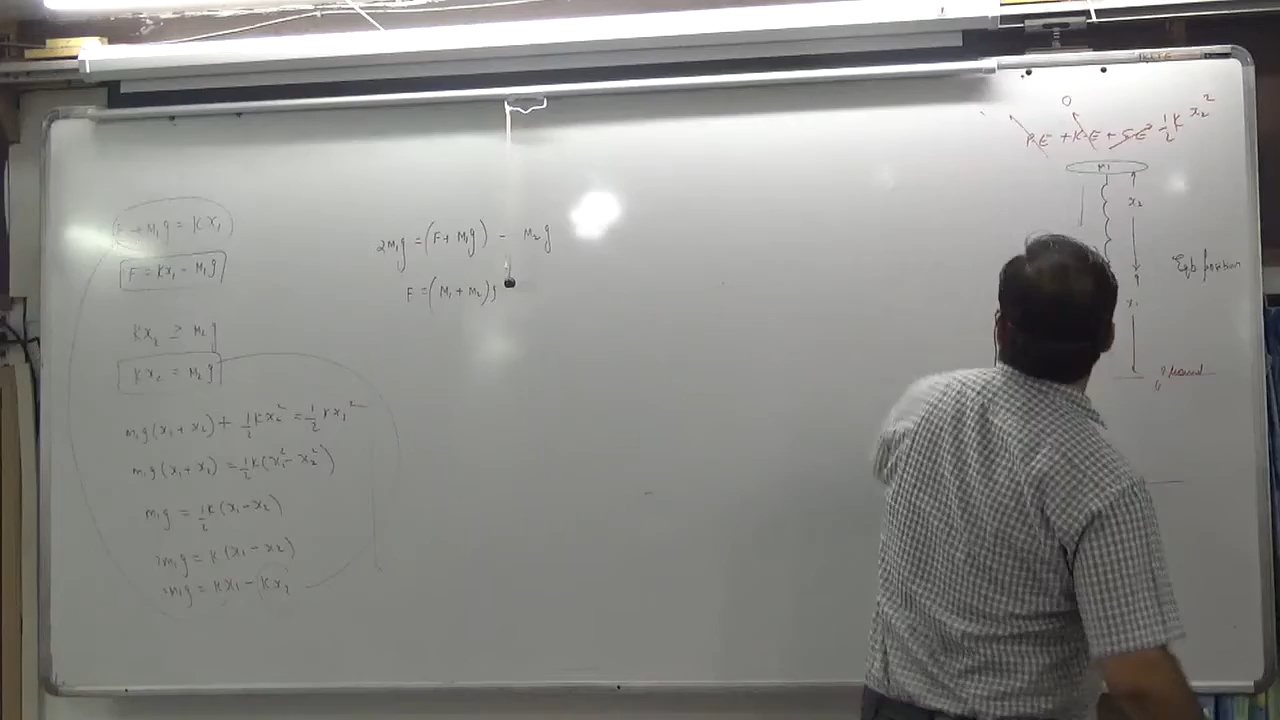 F + M₁g = Kx₁
F = Kx₁ - M₁g
Kx₂ ≥ M₂g
Kx₂ = M₂g
m₁g(x₁ + x₂) + ½Kx₂² = ½Kx₁²
m₁g(x₁ + x₂) = ½K(x₁² - x₂²)
m₁g = ½K(x₁ - x₂)
2m₁g = K(x₁ - x₂)
2m₁g = Kx₁ - Kx₂
2M₁g = (F + M₁g) - M₂g
F = (M₁ + M₂)g
0
PE + K.E + SE → ½K x₂²
M1
x₂
Eqb position
x₁
Ground